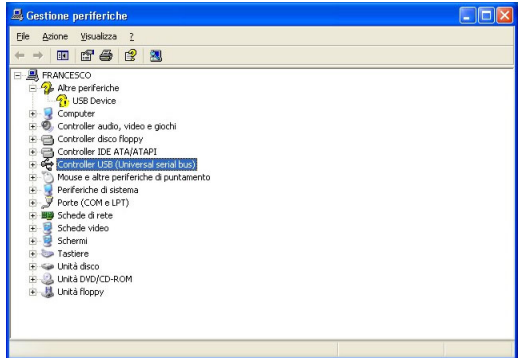 Gestione periferiche
File Azione Visualizza ?
FRANCESCO
Altre periferiche
USB Device
Computer
Controller audio, video e giochi
Controller disco floppy
Controller IDE ATA/ATAPI
Controller USB (Universal serial bus)
Mouse e altre periferiche di puntamento
Periferiche di sistema
Porte (COM e LPT)
Schede di rete
Schede video
Schermi
Tastiere
Unità disco
Unità DVD/CD-ROM
Unità floppy